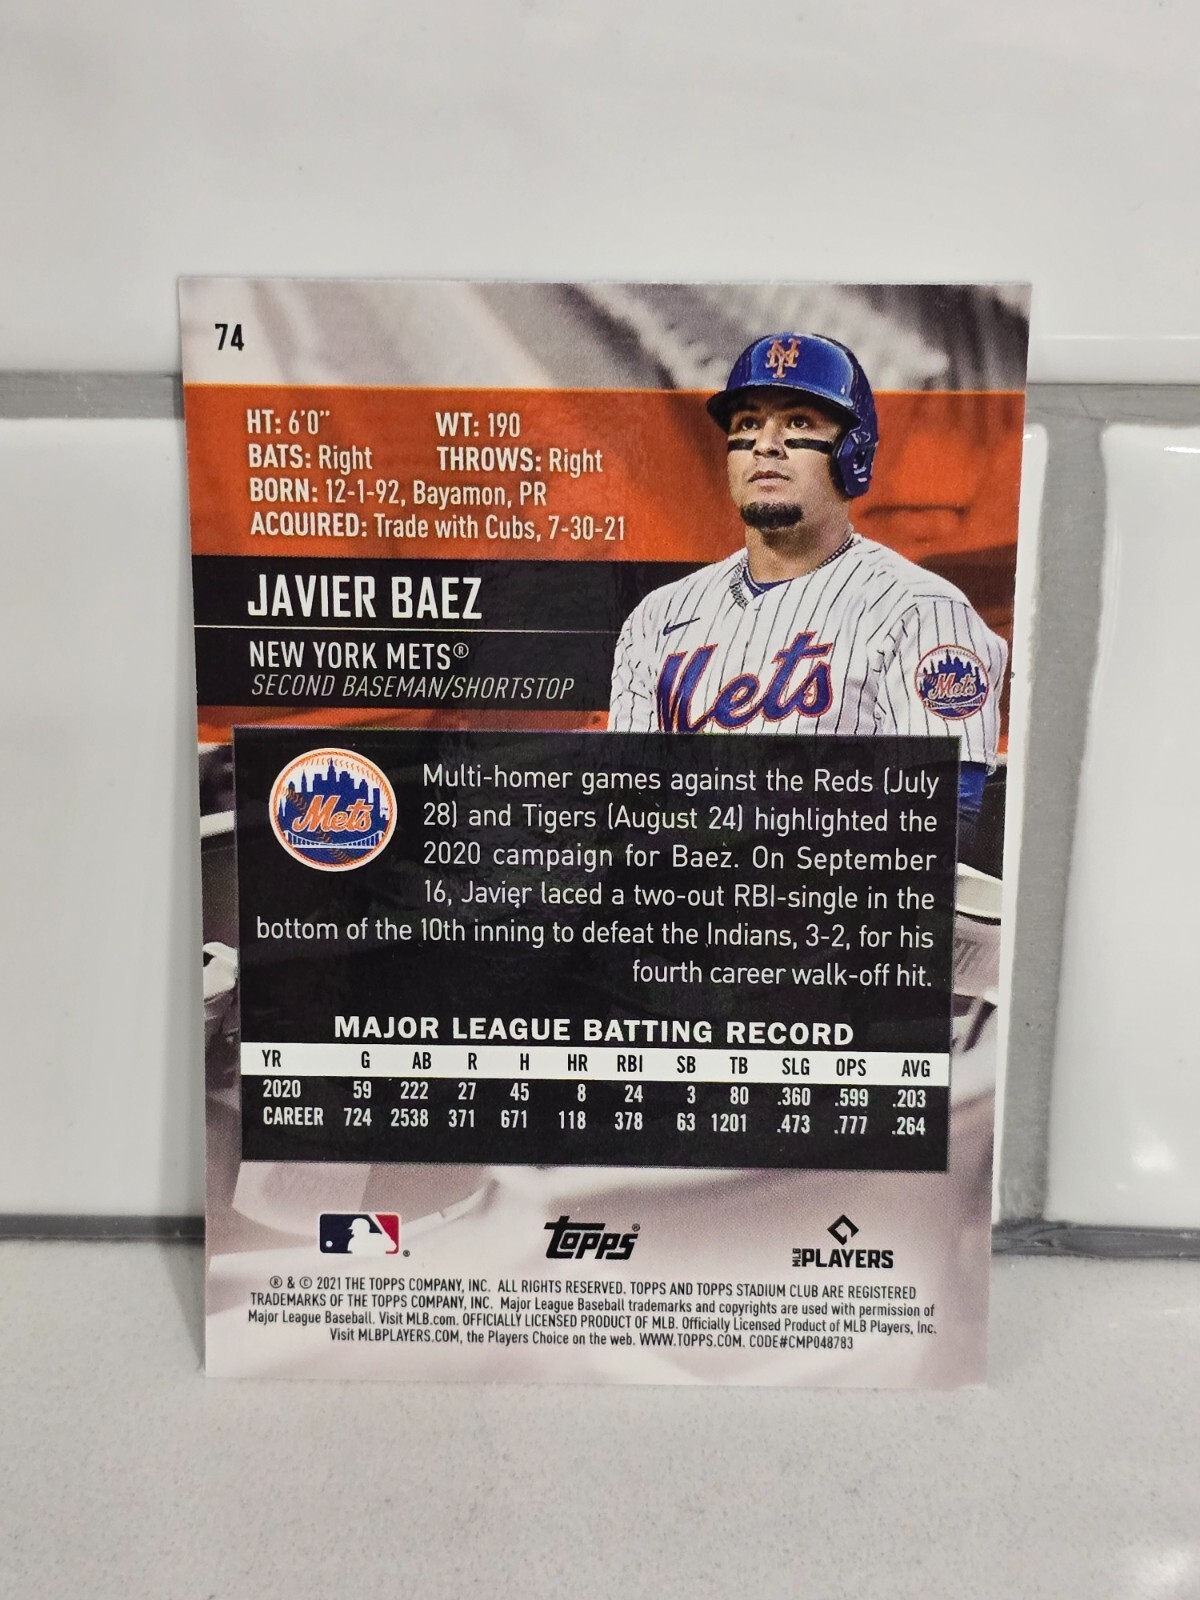 74
HT: 6'0" WT: 190
BATS: Right THROWS: Right
BORN: 12-1-92, Bayamon, PR
ACQUIRED: Trade with Cubs, 7-30-21
JAVIER BAEZ
NEW YORK METS®
SECOND BASEMAN/SHORTSTOP
NY
Mets
Mets
Mets
Multi-homer games against the Reds (July
28) and Tigers (August 24) highlighted the
2020 campaign for Baez. On September
16, Javier laced a two-out RBI-single in the
bottom of the 10th inning to defeat the Indians, 3-2, for his
fourth career walk-off hit.
MAJOR LEAGUE BATTING RECORD
YR G AB R H HR RBI SB TB SLG OPS AVG
2020 59 222 27 45 8 24 3 80 .360 .599 .203
CAREER 724 2538 371 671 118 378 63 1201 .473 .777 .264
® topps® MLB PLAYERS
® & © 2021 THE TOPPS COMPANY, INC. ALL RIGHTS RESERVED. TOPPS AND TOPPS STADIUM CLUB ARE REGISTERED
TRADEMARKS OF THE TOPPS COMPANY, INC. Major League Baseball trademarks and copyrights are used with permission of
Major League Baseball. Visit MLB.com. OFFICIALLY LICENSED PRODUCT OF MLB. Officially Licensed Product of MLB Players, Inc.
Visit MLBPLAYERS.COM, the Players Choice on the web. WWW.TOPPS.COM. CODE#CMP048783